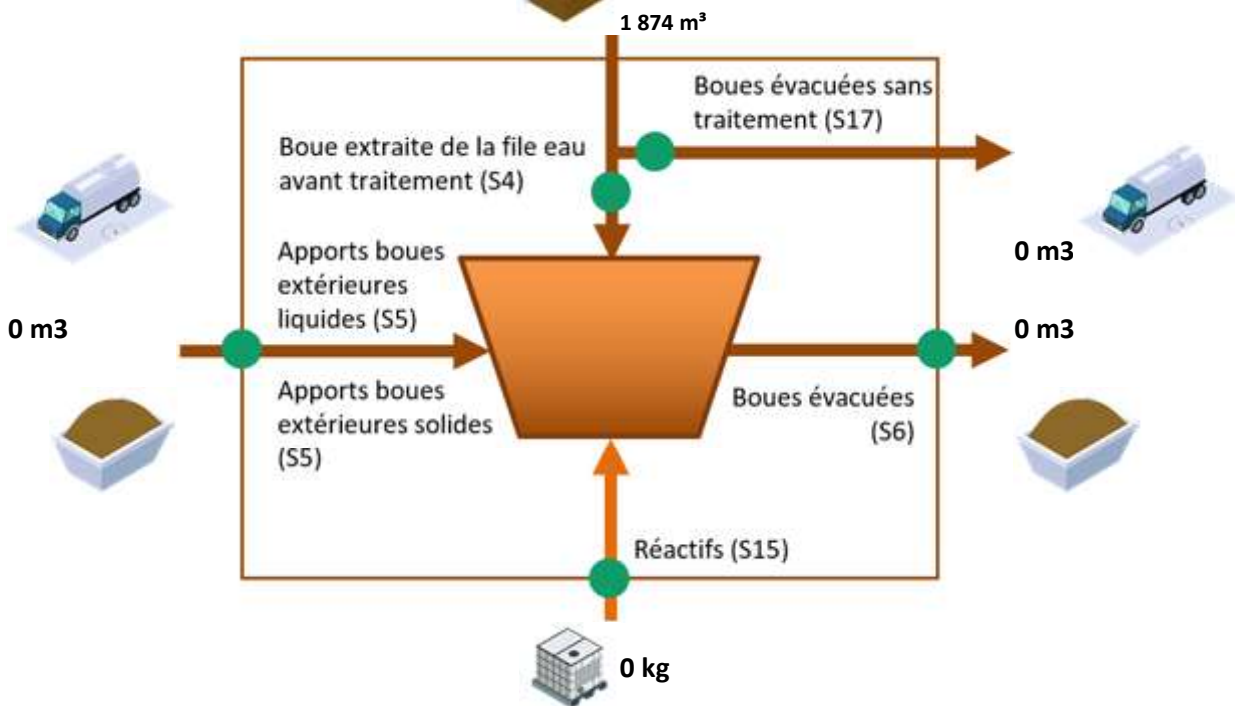 1 874 m³
Boues évacuées sans
traitement (S17)
Boue extraite de la file eau
avant traitement (S4)
0 m3
Apports boues
extérieures
liquides (S5)
0 m3
0 m3
Apports boues
extérieures solides
(S5)
Boues évacuées
(S6)
Réactifs (S15)
0 kg